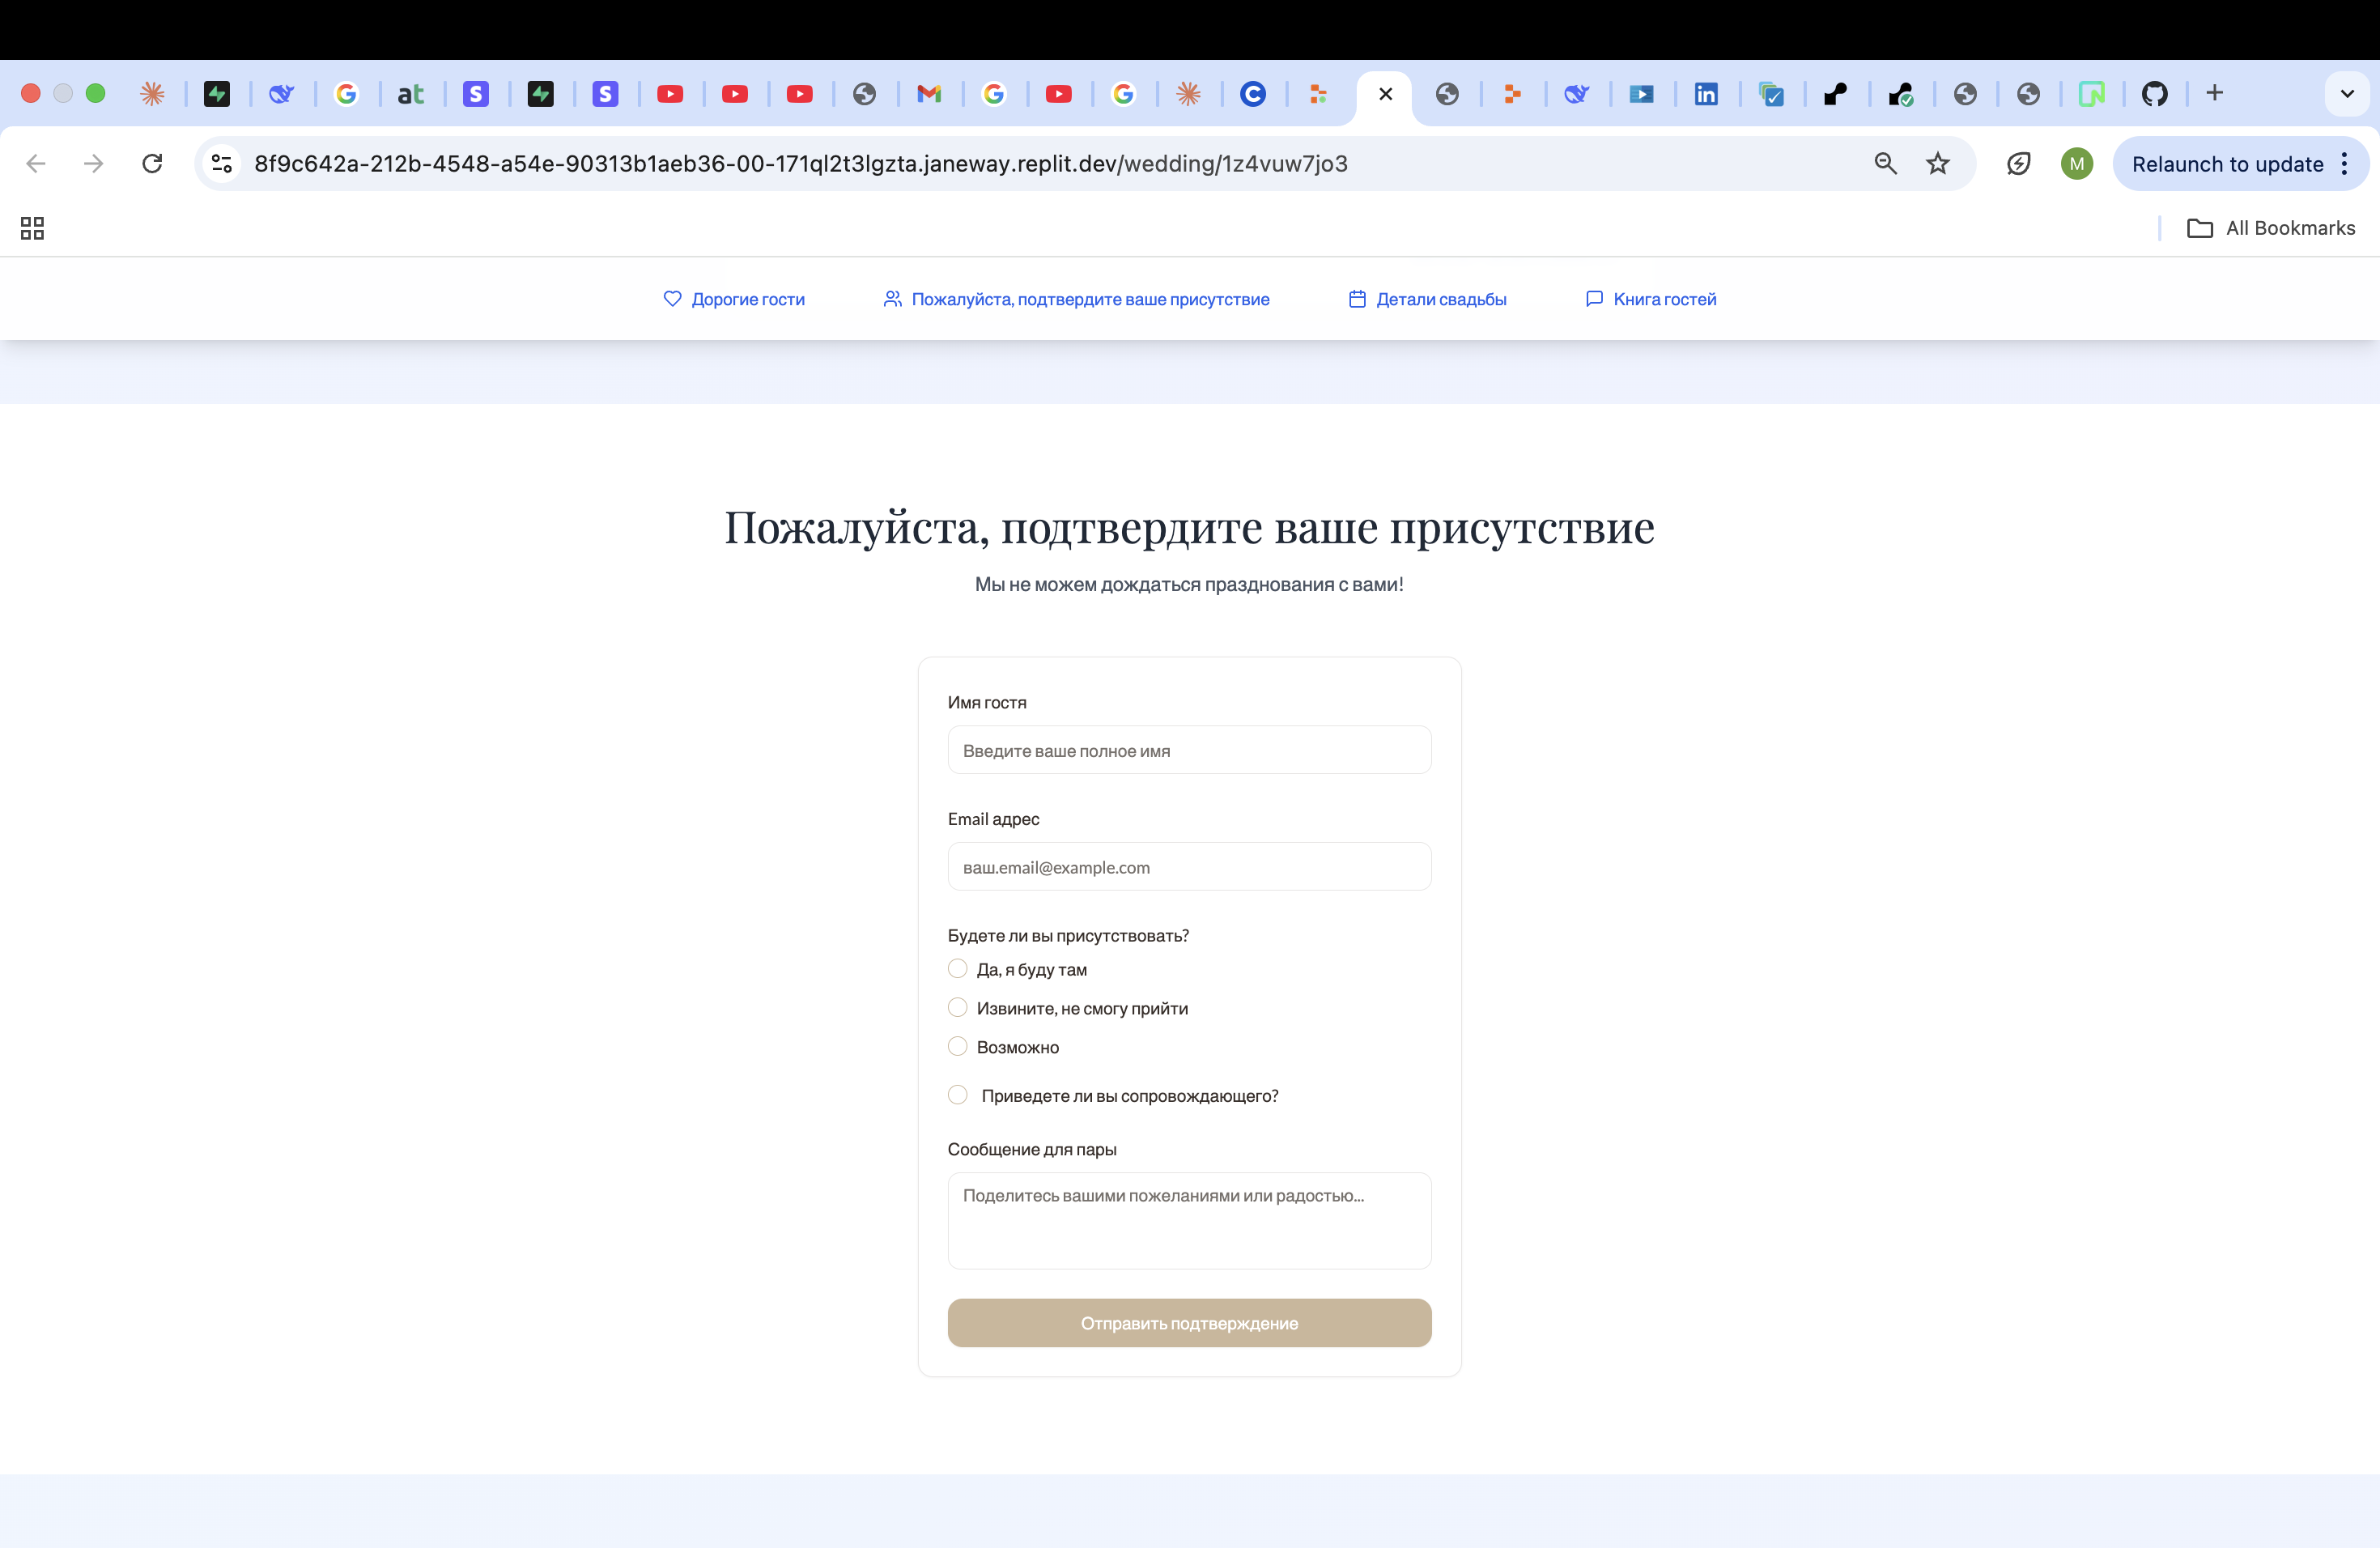 at
S
S
C
in
8f9c642a-212b-4548-a54e-90313b1aeb36-00-171ql2t3lgzta.janeway.replit.dev/wedding/1z4vuw7jo3
M
Relaunch to update
All Bookmarks
Дорогие гости
Пожалуйста, подтвердите ваше присутствие
Детали свадьбы
Книга гостей
Пожалуйста, подтвердите ваше присутствие
Мы не можем дождаться празднования с вами!
Имя гостя
Введите ваше полное имя
Email адрес
ваш.email@example.com
Будете ли вы присутствовать?
Да, я буду там
Извините, не смогу прийти
Возможно
Приведете ли вы сопровождающего?
Сообщение для пары
Поделитесь вашими пожеланиями или радостью...
Отправить подтверждение